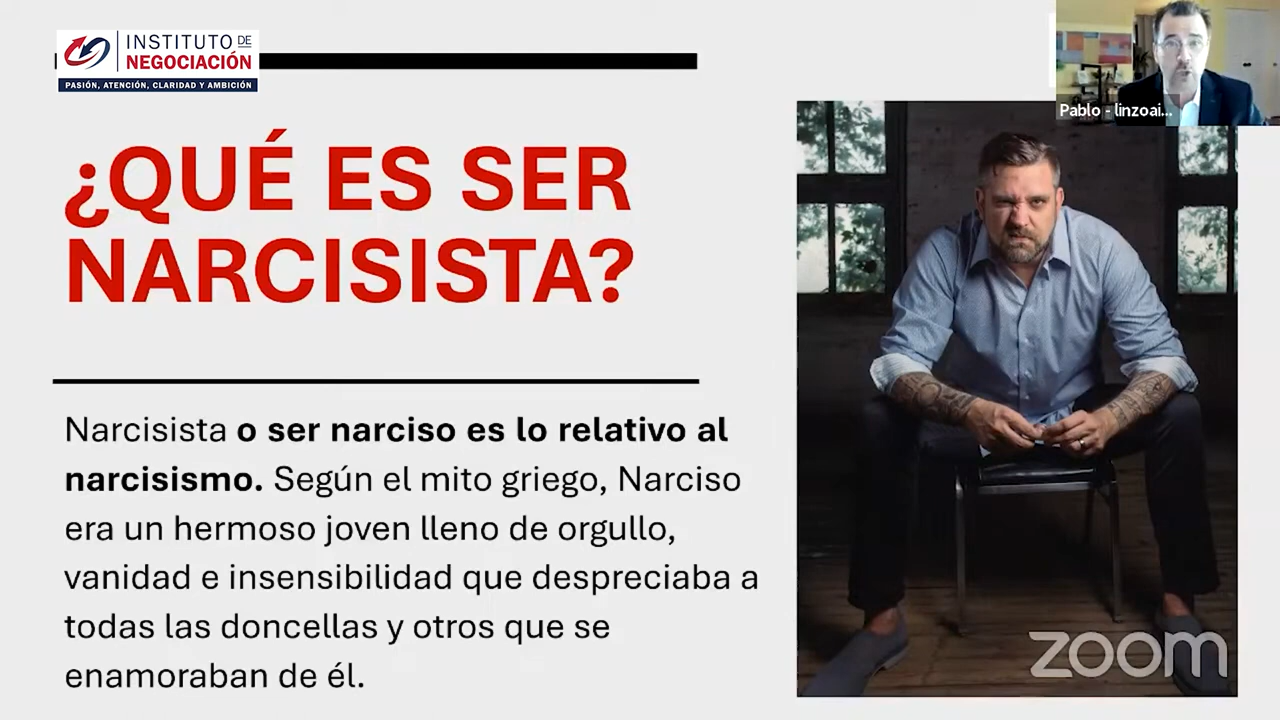 INSTITUTO DE
NEGOCIACIÓN
PASIÓN, ATENCIÓN, CLARIDAD Y AMBICIÓN
Pablo - linzoai...
¿QUÉ ES SER
NARCISISTA?
Narcisista o ser narciso es lo relativo al
narcisismo. Según el mito griego, Narciso
era un hermoso joven lleno de orgullo,
vanidad e insensibilidad que despreciaba a
todas las doncellas y otros que se
enamoraban de él.
zoom